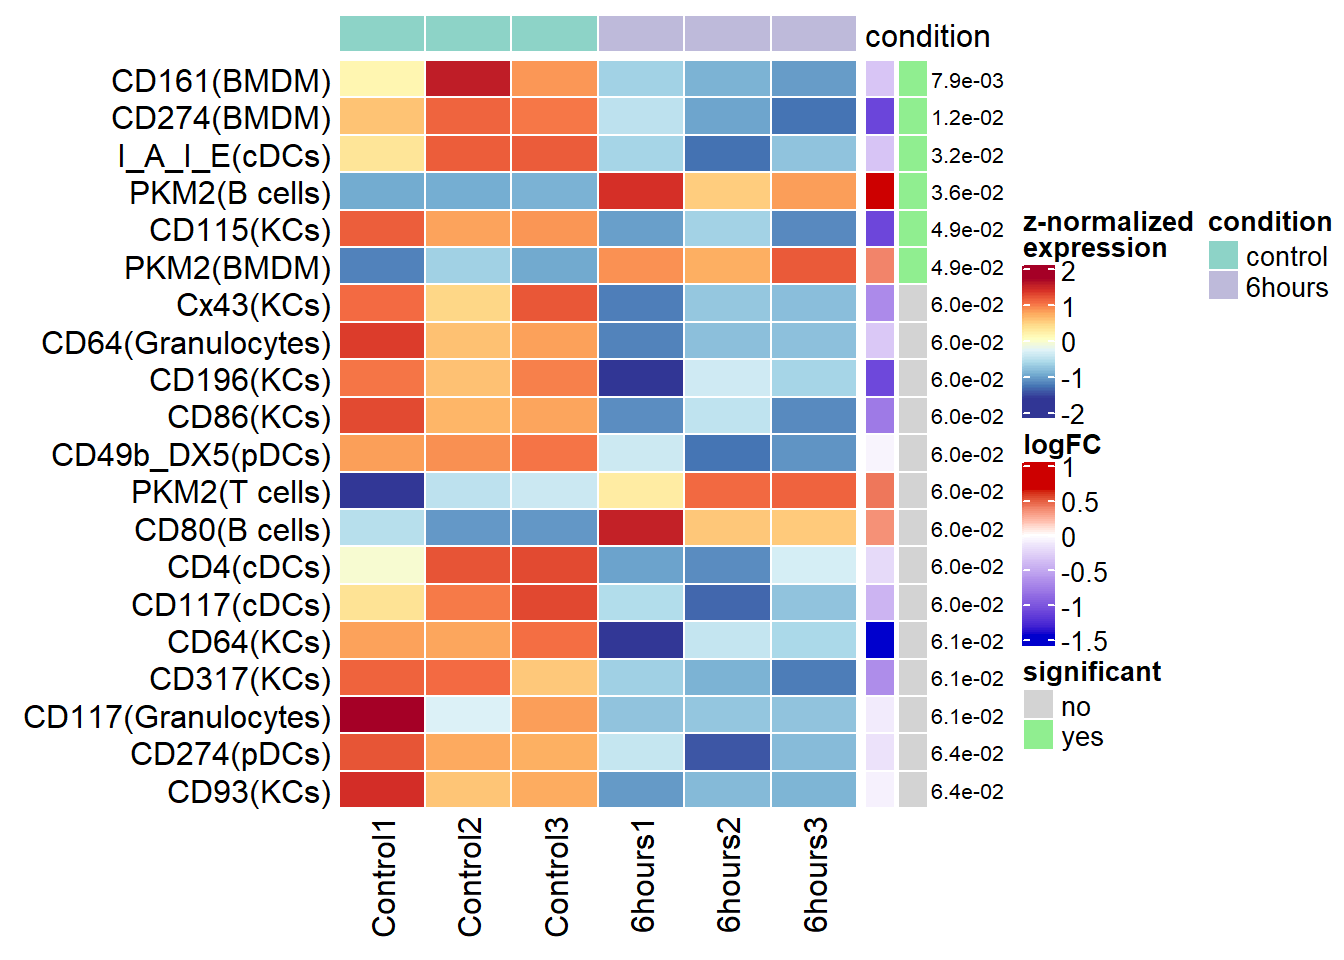 condition
CD161(BMDM) 7.9e-03
CD274(BMDM) 1.2e-02
I_A_I_E(cDCs) 3.2e-02
PKM2(B cells) 3.6e-02
CD115(KCs) 4.9e-02
PKM2(BMDM) 4.9e-02
Cx43(KCs) 6.0e-02
CD64(Granulocytes) 6.0e-02
CD196(KCs) 6.0e-02
CD86(KCs) 6.0e-02
CD49b_DX5(pDCs) 6.0e-02
PKM2(T cells) 6.0e-02
CD80(B cells) 6.0e-02
CD4(cDCs) 6.0e-02
CD117(cDCs) 6.0e-02
CD64(KCs) 6.1e-02
CD317(KCs) 6.1e-02
CD117(Granulocytes) 6.1e-02
CD274(pDCs) 6.4e-02
CD93(KCs) 6.4e-02
Control1
Control2
Control3
6hours1
6hours2
6hours3
z-normalized
expression
2
1
0
-1
-2
logFC
1
0.5
0
-0.5
-1
-1.5
significant
no
yes
condition
control
6hours